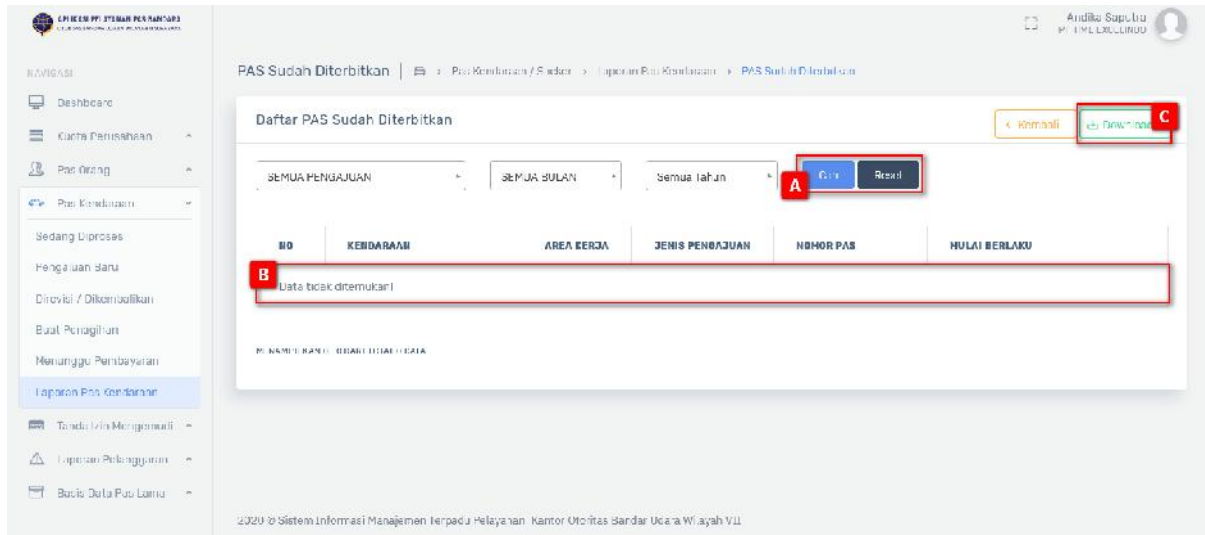 Andika Saputra
NAVIGASI
PAS Sudah Diterbitkan | Pas Kendaraan / Sticker > Laporan Pas Kendaraan > PAS Sudah Diterbitkan
Dashboard
Kuota Perusahaan
Pas Orang
Pas Kendaraan
Sedang Diproses
Pengajuan Baru
Direvisi / Dikembalikan
Buat Penagihan
Menunggu Pembayaran
Laporan Pas Kendaraan
Tanda Izin Mengemudi
Laporan Pelanggaran
Basis Data Pas Lama
Daftar PAS Sudah Diterbitkan
Kembali
Download
C
SEMUA PENGAJUAN
SEMUA BULAN
Semua Tahun
A
Cari
Reset
NO
KENDARAAN
AREA KERJA
JENIS PENGAJUAN
NOMOR PAS
MULAI BERLAKU
B
Data tidak ditemukan!
2020 © Sistem Informasi Manajemen Terpadu Pelayanan Kantor Otoritas Bandar Udara Wilayah VII